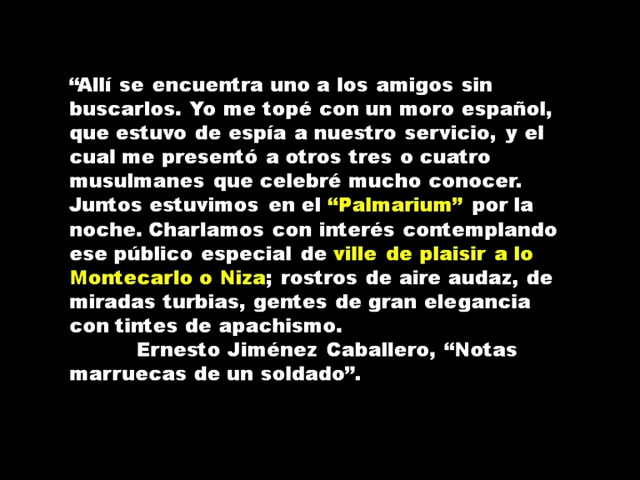 “Allí se encuentra uno a los amigos sin
buscarlos. Yo me topé con un moro español,
que estuvo de espía a nuestro servicio, y el
cual me presentó a otros tres o cuatro
musulmanes que celebré mucho conocer.
Juntos estuvimos en el “Palmarium” por la
noche. Charlamos con interés contemplando
ese público especial de ville de plaisir a lo
Montecarlo o Niza; rostros de aire audaz, de
miradas turbias, gentes de gran elegancia
con tintes de apachismo.
Ernesto Jiménez Caballero, “Notas
marruecas de un soldado”.